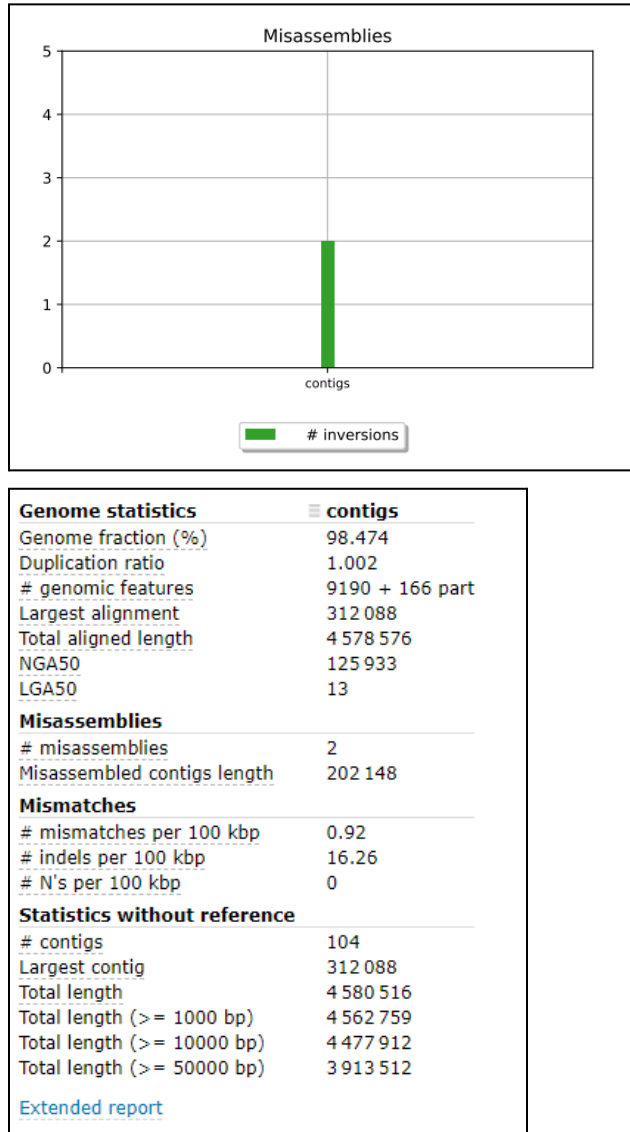 Misassemblies
5
4
3
2
1
0
contigs
# inversions
Genome statistics contigs
Genome fraction (%) 98.474
Duplication ratio 1.002
# genomic features 9190 + 166 part
Largest alignment 312 088
Total aligned length 4 578 576
NGA50 125 933
LGA50 13
Misassemblies
# misassemblies 2
Misassembled contigs length 202 148
Mismatches
# mismatches per 100 kbp 0.92
# indels per 100 kbp 16.26
# N's per 100 kbp 0
Statistics without reference
# contigs 104
Largest contig 312 088
Total length 4 580 516
Total length (>= 1000 bp) 4 562 759
Total length (>= 10000 bp) 4 477 912
Total length (>= 50000 bp) 3 913 512
Extended report